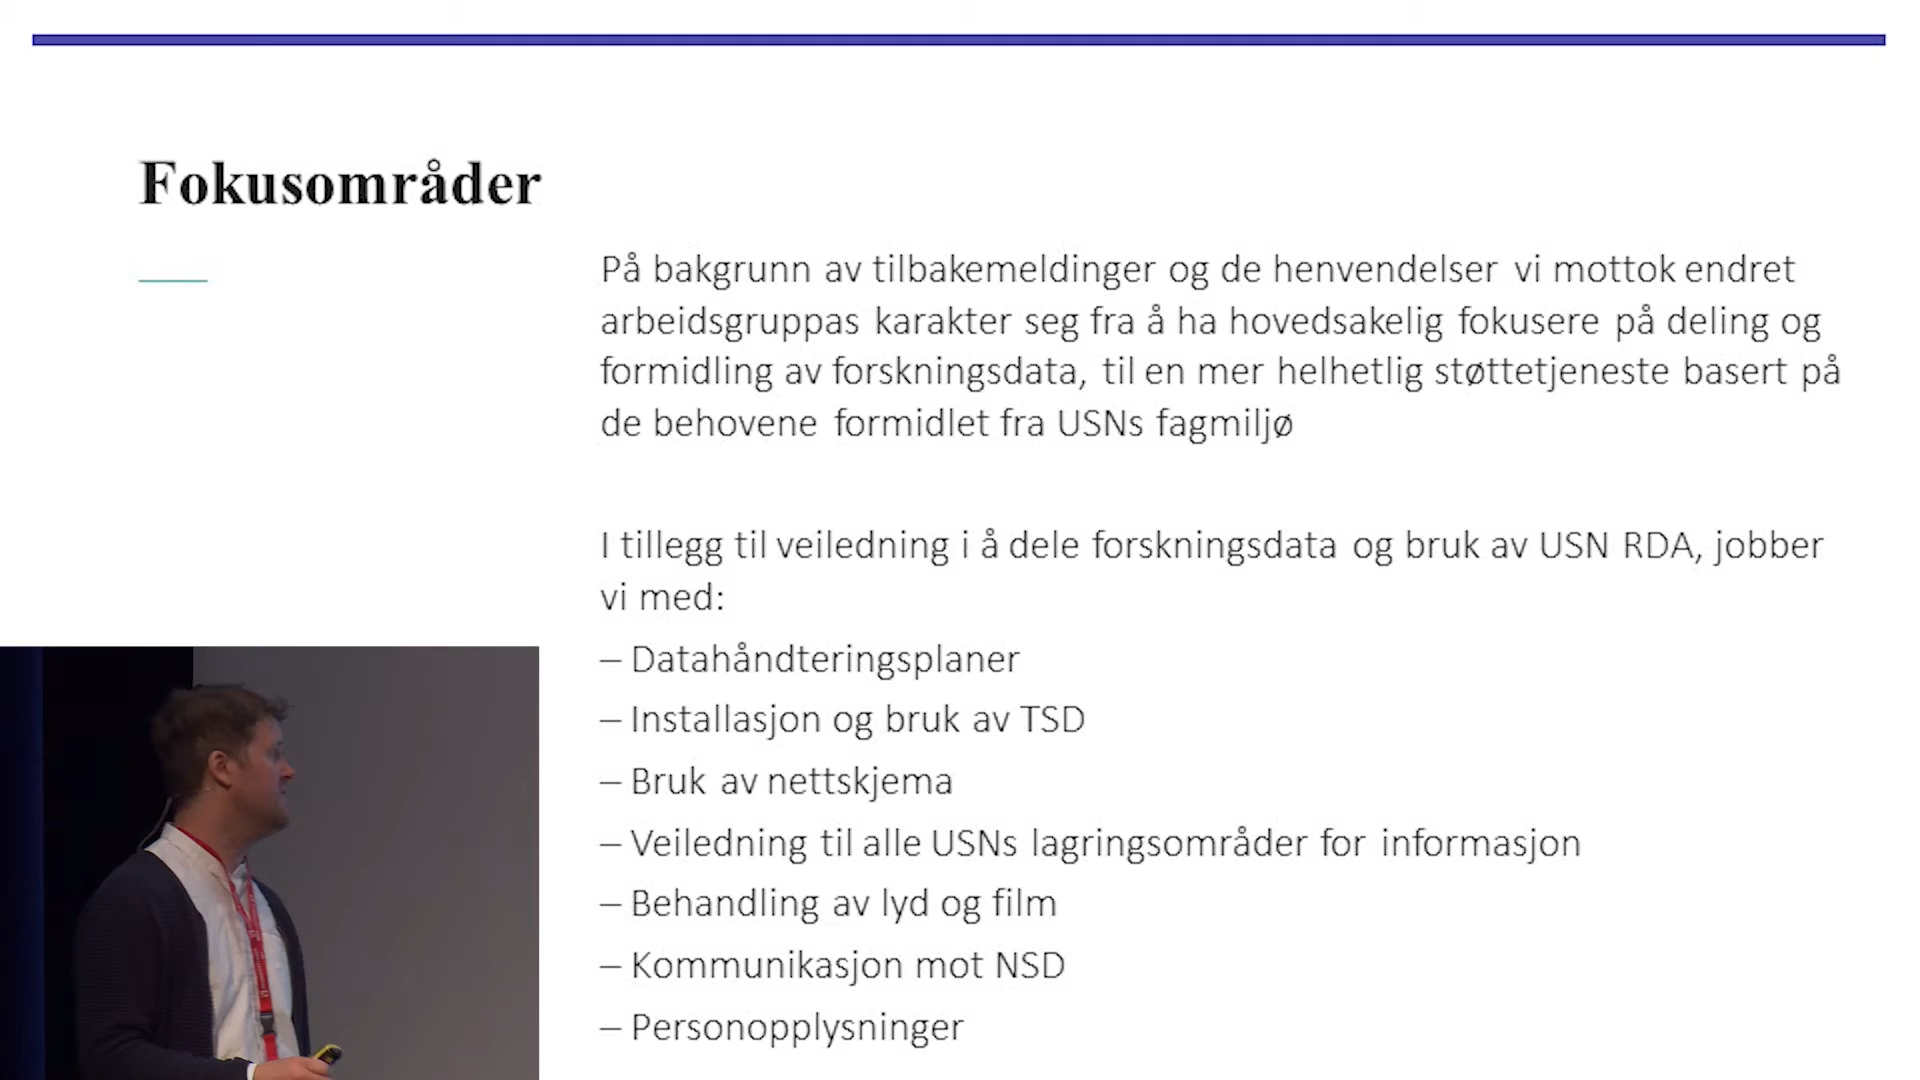 Fokusområder
På bakgrunn av tilbakemeldinger og de henvendelser vi mottok endret
arbeidsgruppas karakter seg fra å ha hovedsakelig fokusere på deling og
formidling av forskningsdata, til en mer helhetlig støttetjeneste basert på
de behovene formidlet fra USNs fagmiljø
I tillegg til veiledning i å dele forskningsdata og bruk av USN RDA, jobber
vi med:
– Datahåndteringsplaner
– Installasjon og bruk av TSD
– Bruk av nettskjema
– Veiledning til alle USNs lagringsområder for informasjon
– Behandling av lyd og film
– Kommunikasjon mot NSD
– Personopplysninger